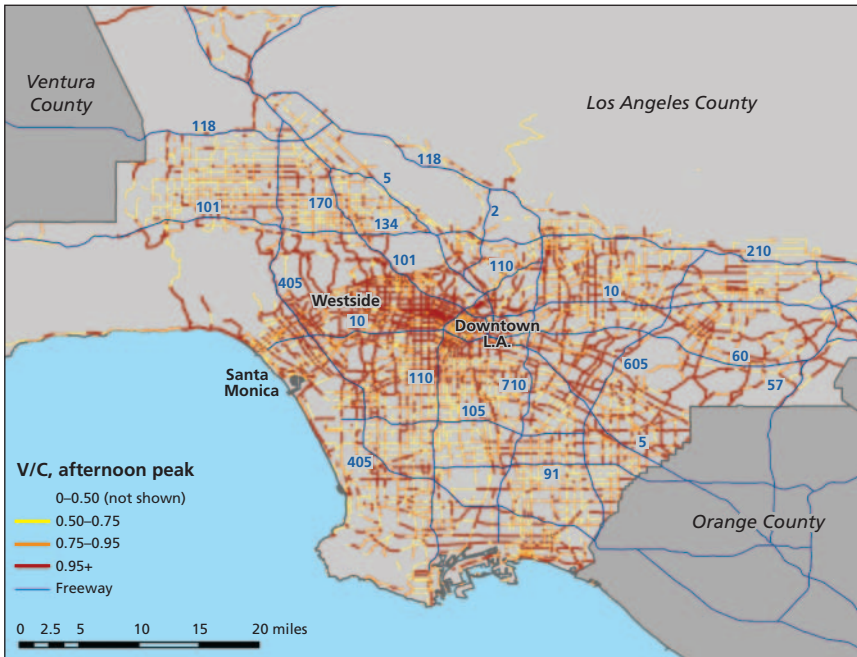 Ventura
County
Los Angeles County
118
118
5
101
170
134
2
101
110
210
405
10
Westside
10
Downtown
L.A.
605
60
Santa
Monica
110
710
57
105
5
405
91
V/C, afternoon peak
0–0.50 (not shown)
0.50–0.75
0.75–0.95
0.95+
Freeway
Orange County
0 2.5 5 10 15 20 miles